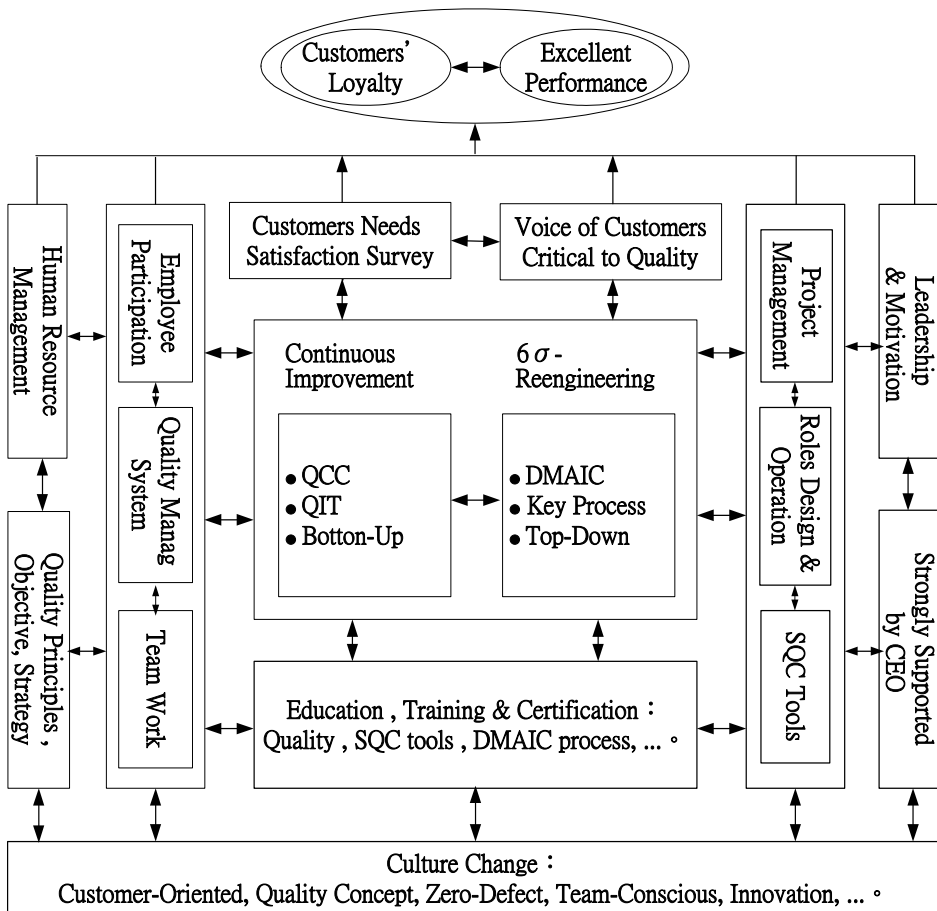 Customers'
Loyalty
Excellent
Performance
Customers Needs
Satisfaction Survey
Voice of Customers
Critical to Quality
Human Resource
Management
Employee
Participation
Project
Management
Leadership
& Motivation
Continuous
Improvement
6σ-
Reengineering
Quality Manag
System
● QCC
● QIT
● Botton-Up
● DMAIC
● Key Process
● Top-Down
Roles Design &
Operation
Quality Principles ,
Objective, Strategy
Team Work
SQC Tools
Strongly Supported
by CEO
Education , Training & Certification：
Quality , SQC tools , DMAIC process, ... 。
Culture Change：
Customer-Oriented, Quality Concept, Zero-Defect, Team-Conscious, Innovation, ... 。